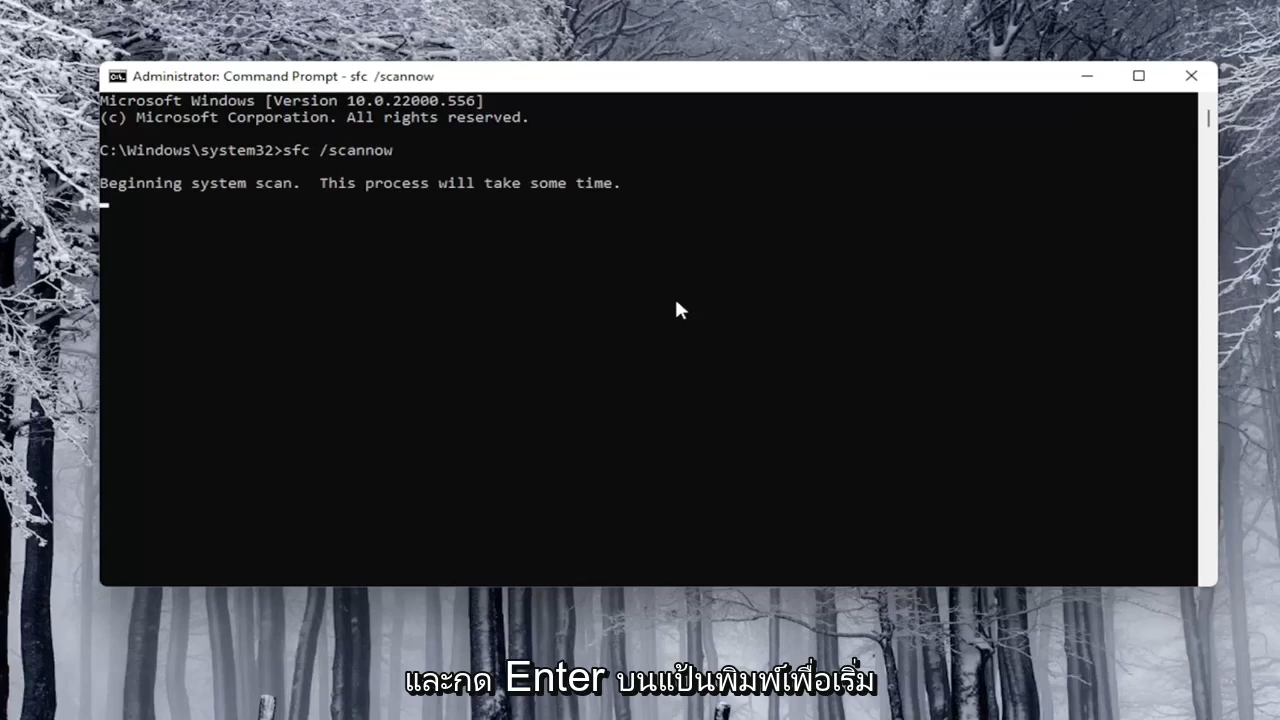 Administrator: Command Prompt - sfc  /scannow
Microsoft Windows [Version 10.0.22000.556]
(c) Microsoft Corporation. All rights reserved.
C:\Windows\system32>sfc /scannow
Beginning system scan.  This process will take some time.
และกด Enter บนแป้นพิมพ์เพื่อเริ่ม